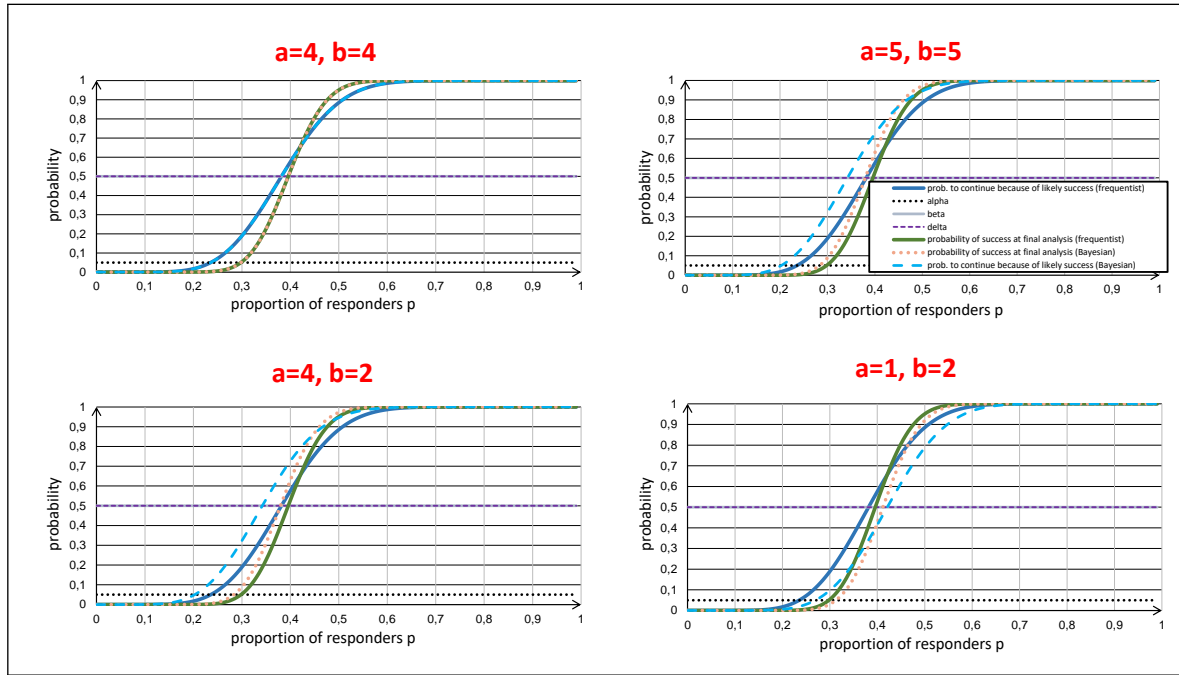 a=4, b=4
probability
1
0,9
0,8
0,7
0,6
0,5
0,4
0,3
0,2
0,1
0
0 0,1 0,2 0,3 0,4 0,5 0,6 0,7 0,8 0,9 1
proportion of responders p
a=5, b=5
probability
1
0,9
0,8
0,7
0,6
0,5
0,4
0,3
0,2
0,1
0
0 0,1 0,2 0,3 0,4 0,5 0,6 0,7 0,8 0,9 1
proportion of responders p
prob. to continue because of likely success (frequentist)
alpha
beta
delta
probability of success at final analysis (frequentist)
probability of success at final analysis (Bayesian)
prob. to continue because of likely success (Bayesian)
a=4, b=2
probability
1
0,9
0,8
0,7
0,6
0,5
0,4
0,3
0,2
0,1
0
0 0,1 0,2 0,3 0,4 0,5 0,6 0,7 0,8 0,9 1
proportion of responders p
a=1, b=2
probability
1
0,9
0,8
0,7
0,6
0,5
0,4
0,3
0,2
0,1
0
0 0,1 0,2 0,3 0,4 0,5 0,6 0,7 0,8 0,9 1
proportion of responders p